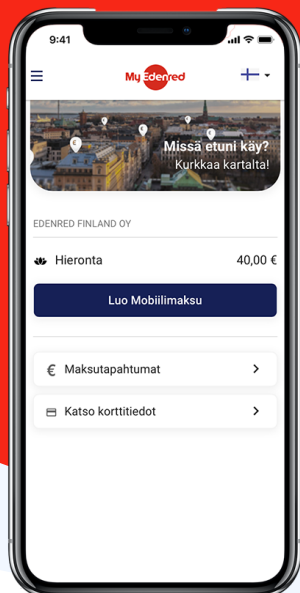 9:41
My Edenred
Missä etuni käy?
Kurkkaa kartalta!
EDENRED FINLAND OY
Hieronta 40,00 €
Luo Mobiilimaksu
€ Maksutapahtumat
Katso korttitiedot